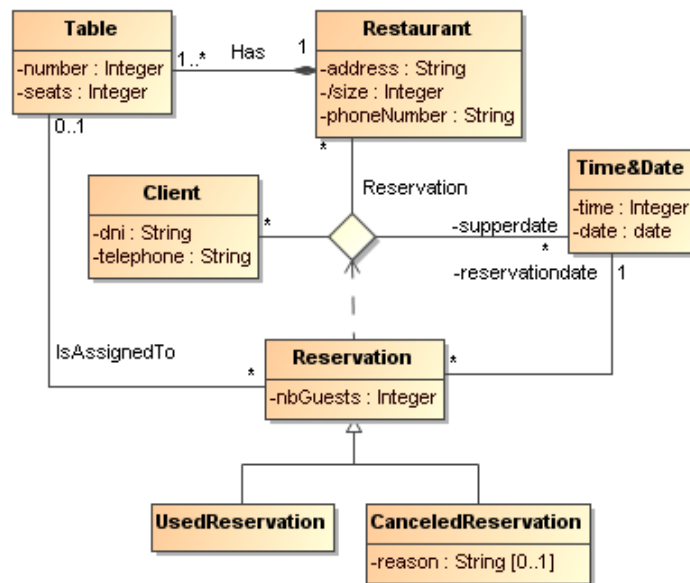 Table
-number : Integer
-seats : Integer
1..*
Has
1
Restaurant
-address : String
-/size : Integer
-phoneNumber : String
0..1
*
Reservation
Client
-dni : String
-telephone : String
*
Time&Date
-time : Integer
-date : date
-supperdate
*
-reservationdate
1
IsAssignedTo
*
Reservation
-nbGuests : Integer
*
UsedReservation
CanceledReservation
-reason : String [0..1]